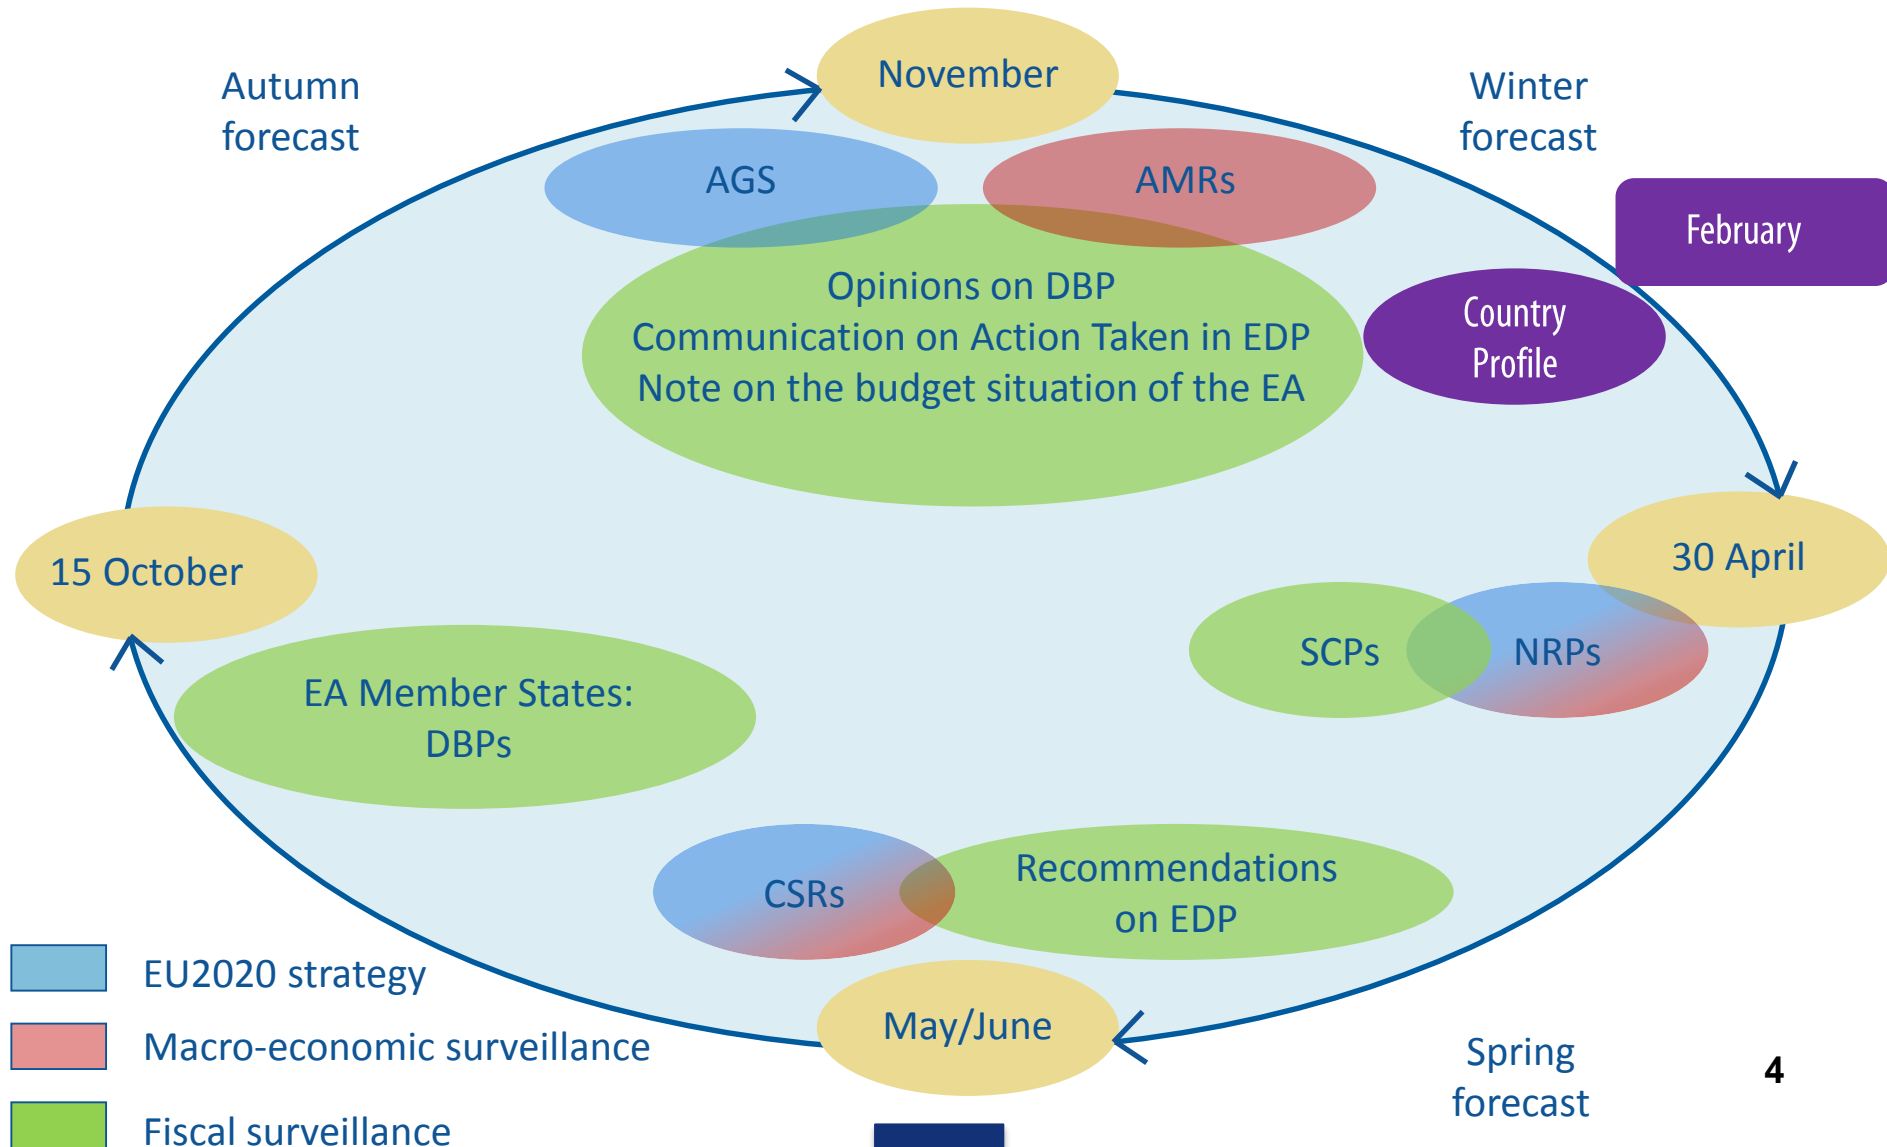 November
Autumn
forecast
Winter
forecast
AGS
AMRs
February
Opinions on DBP
Communication on Action Taken in EDP
Note on the budget situation of the EA
Country
Profile
15 October
30 April
SCPs
NRPs
EA Member States:
DBPs
CSRs
Recommendations
on EDP
EU2020 strategy
Macro-economic surveillance
Fiscal surveillance
May/June
Spring
forecast
4